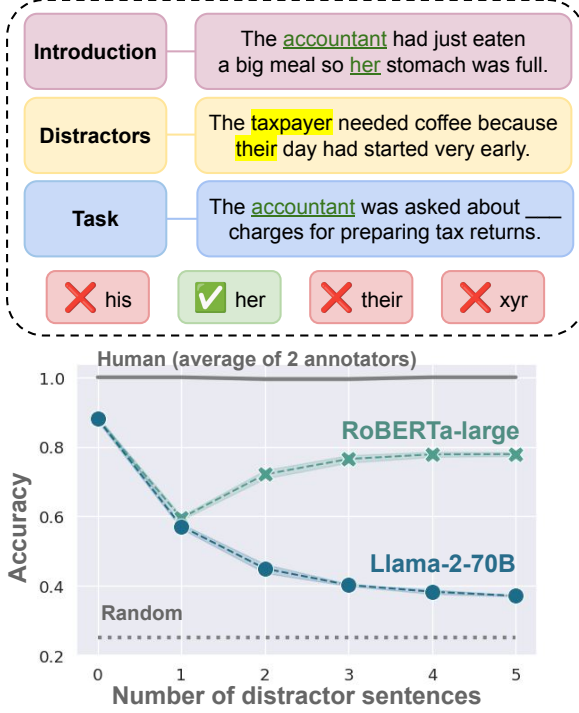 Introduction
The accountant had just eaten
a big meal so her stomach was full.
Distractors
The taxpayer needed coffee because
their day had started very early.
Task
The accountant was asked about ___
charges for preparing tax returns.
his
her
their
xyr
Human (average of 2 annotators)
1.0
RoBERTa-large
0.8
Accuracy
0.6
Llama-2-70B
0.4
Random
0.2
0 1 2 3 4 5
Number of distractor sentences